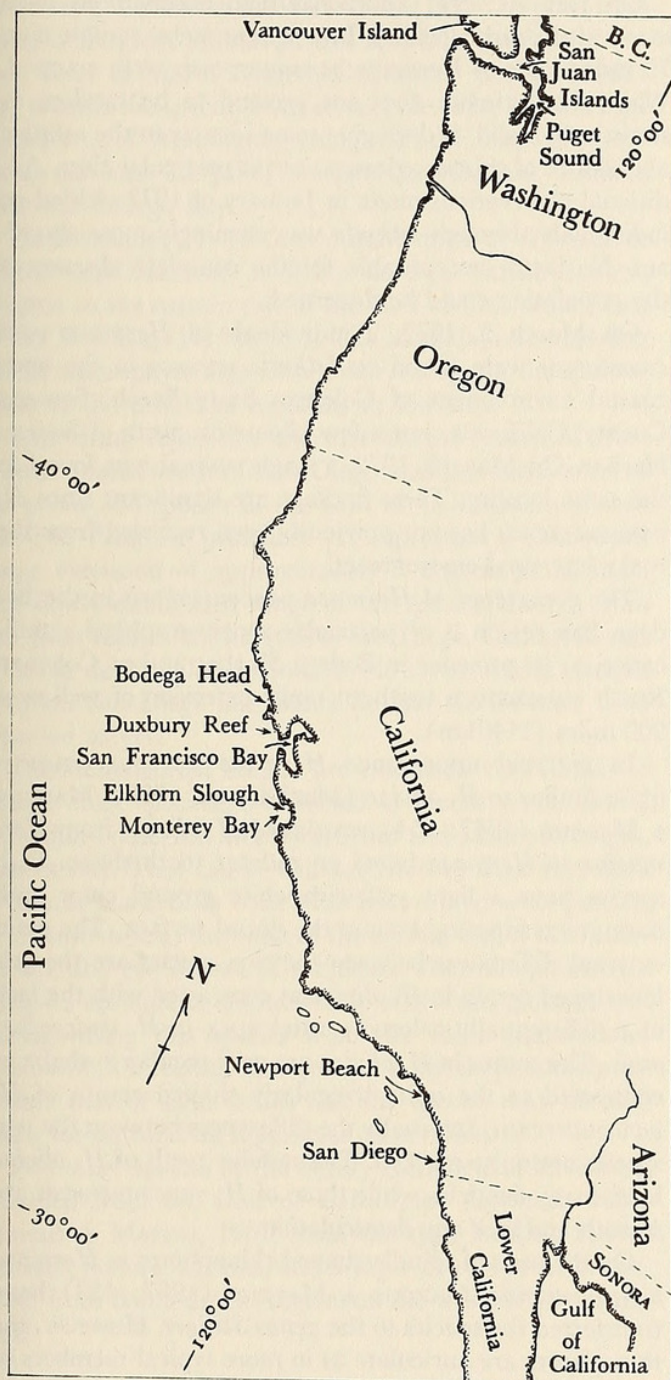 Vancouver Island
B. C.
San
Juan
Islands
Puget
Sound
120°00'
Washington
Oregon
40°00'
Bodega Head
Duxbury Reef
San Francisco Bay
Elkhorn Slough
Monterey Bay
California
Pacific Ocean
N
Newport Beach
San Diego
Arizona
Lower
California
SONORA
Gulf
of
California
30°00'
120°00'